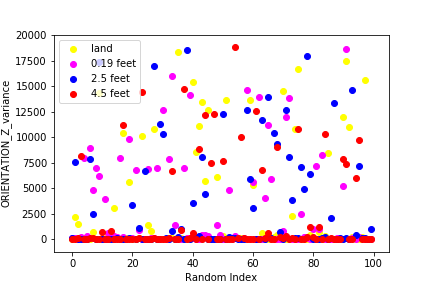 20000
17500
15000
12500
10000
7500
5000
2500
0
ORIENTATION_Z_variance
land
0.19 feet
2.5 feet
4.5 feet
0
20
40
60
80
100
Random Index